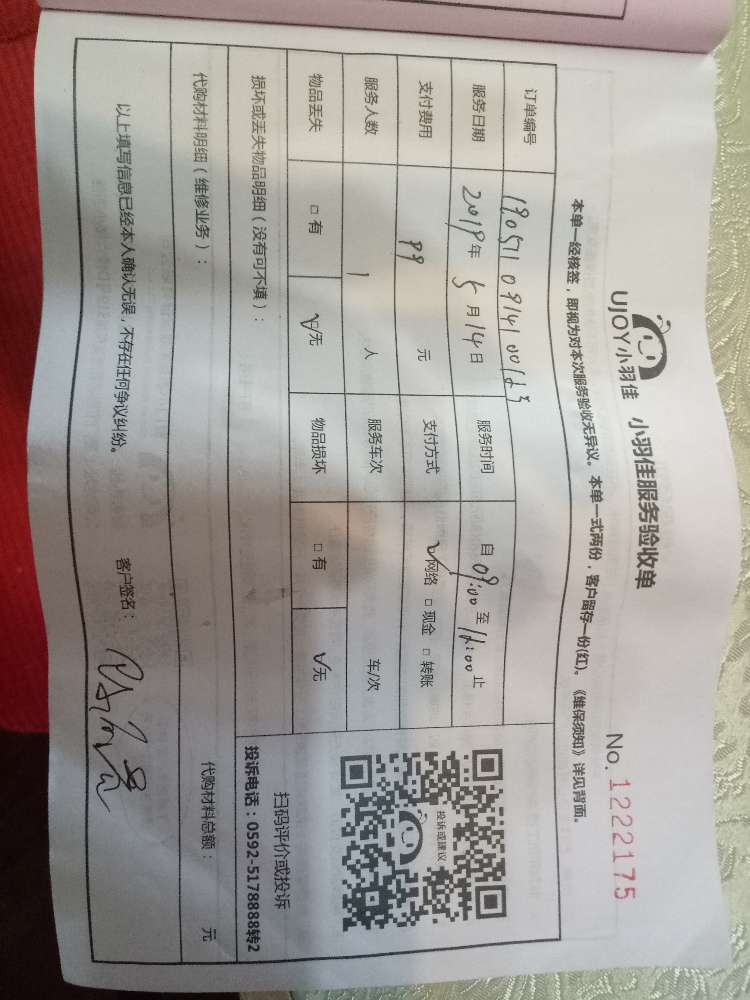 UJOY小羽佳 小羽佳服务验收单
No. 1222175
本单一经核签，即视为对本次服务验收无异议。本单一式两份，客户留存一份(红)。《维保须知》详见背面。
订单编号
服务日期 2019年 5月14日 服务时间 自 09:00 至 11:00 止
支付费用 99 元 支付方式 ☑网络 □现金 □转账
服务人数 1 人 服务车次 车/次
物品丢失 □有 ☑无 物品损坏 □有 ☑无
投诉或建议
扫码评价或投诉
投诉电话：0592-5178888转2
损坏或丢失物品明细（没有可不填）：
代购材料明细（维修业务）： 代购材料总额： 元
以上填写信息已经本人确认无误，不存在任何争议纠纷。 客户签名：